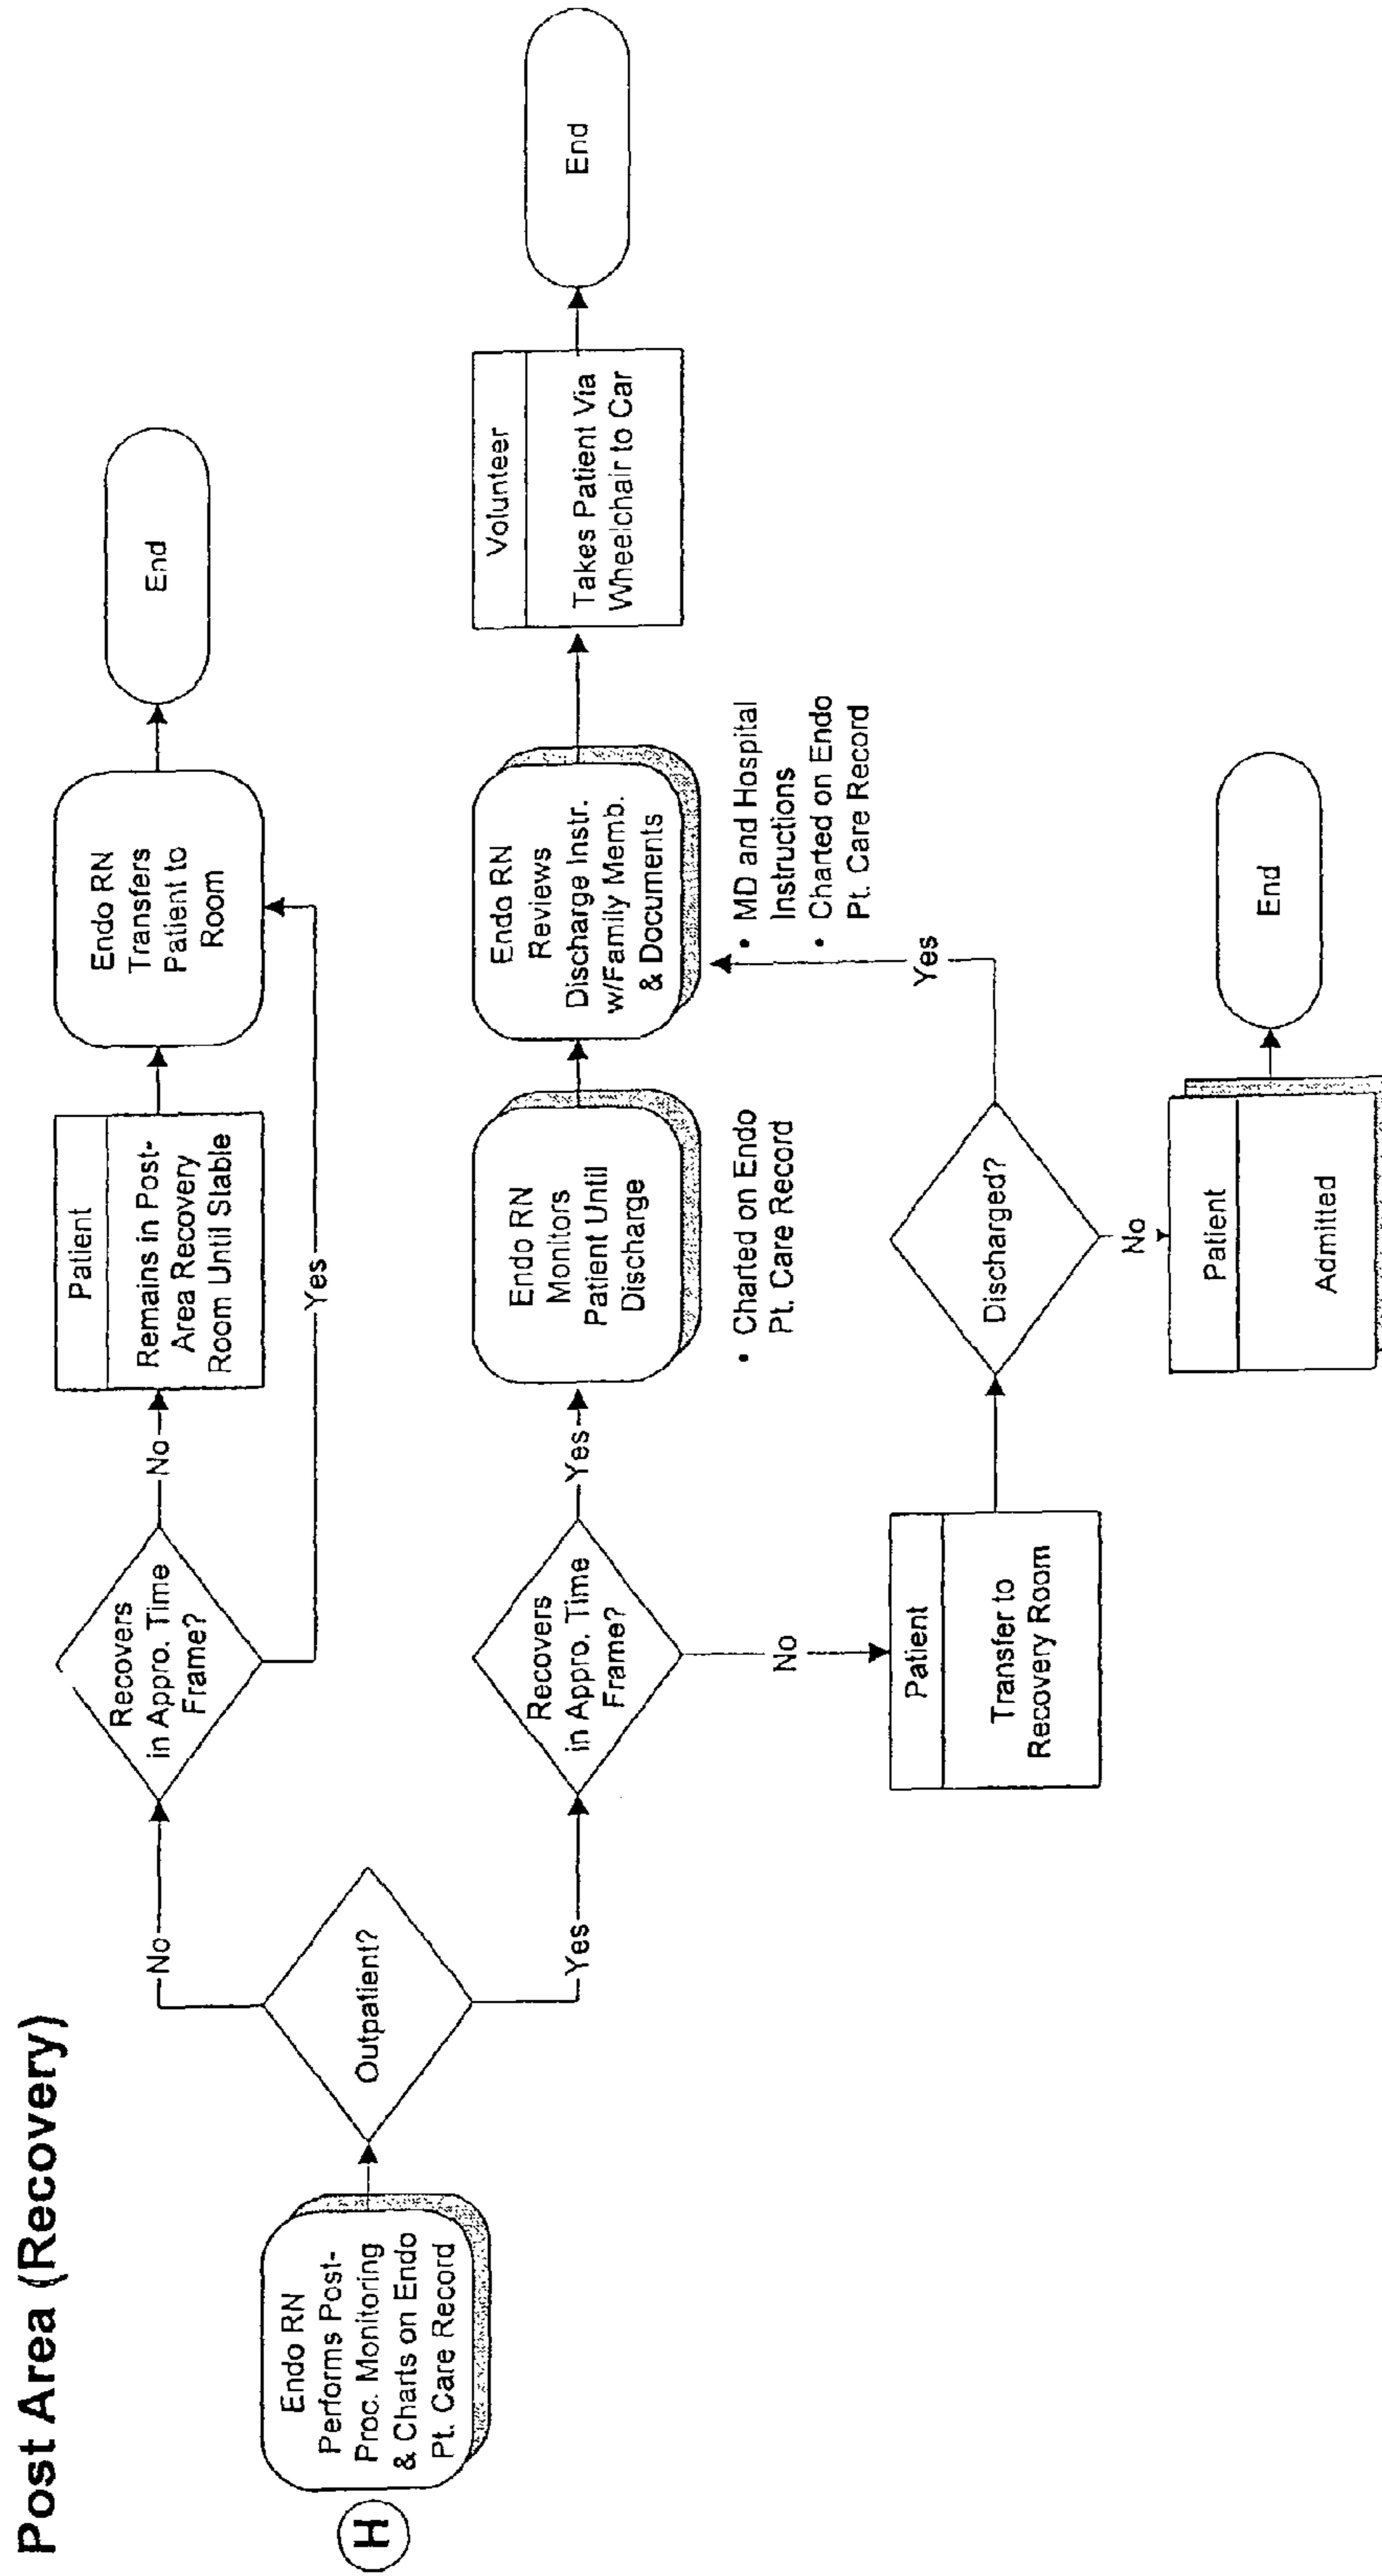 Post Area (Recovery)
H
Endo RN
Performs Post-
Proc. Monitoring
& Charts on Endo
Pt. Care Record
Outpatient?
No
Recovers
in Appro. Time
Frame?
No
Patient
Remains in Post-
Area Recovery
Room Until Stable
Yes
Endo RN
Transfers
Patient to
Room
End
Yes
Recovers
in Appro. Time
Frame?
Yes
Endo RN
Monitors
Patient Until
Discharge
• Charted on Endo
Pt. Care Record
Endo RN
Reviews
Discharge Instr.
w/Family Memb.
& Documents
• MD and Hospital
Instructions
• Charted on Endo
Pt. Care Record
Volunteer
Takes Patient Via
Wheelchair to Car
End
No
Patient
Transfer to
Recovery Room
Discharged?
Yes
No
Patient
Admitted
End